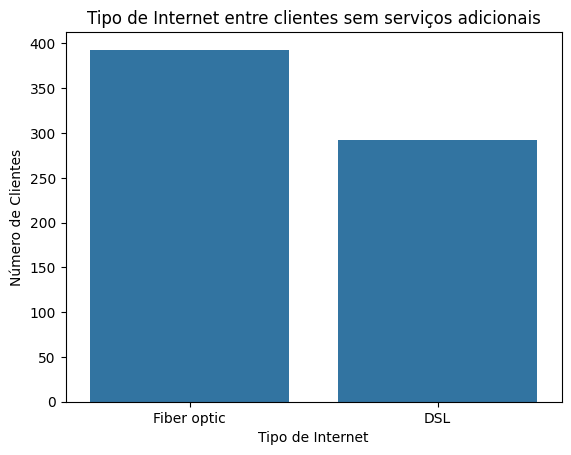 Tipo de Internet entre clientes sem serviços adicionais
Número de Clientes
400
350
300
250
200
150
100
50
0
Fiber optic
DSL
Tipo de Internet